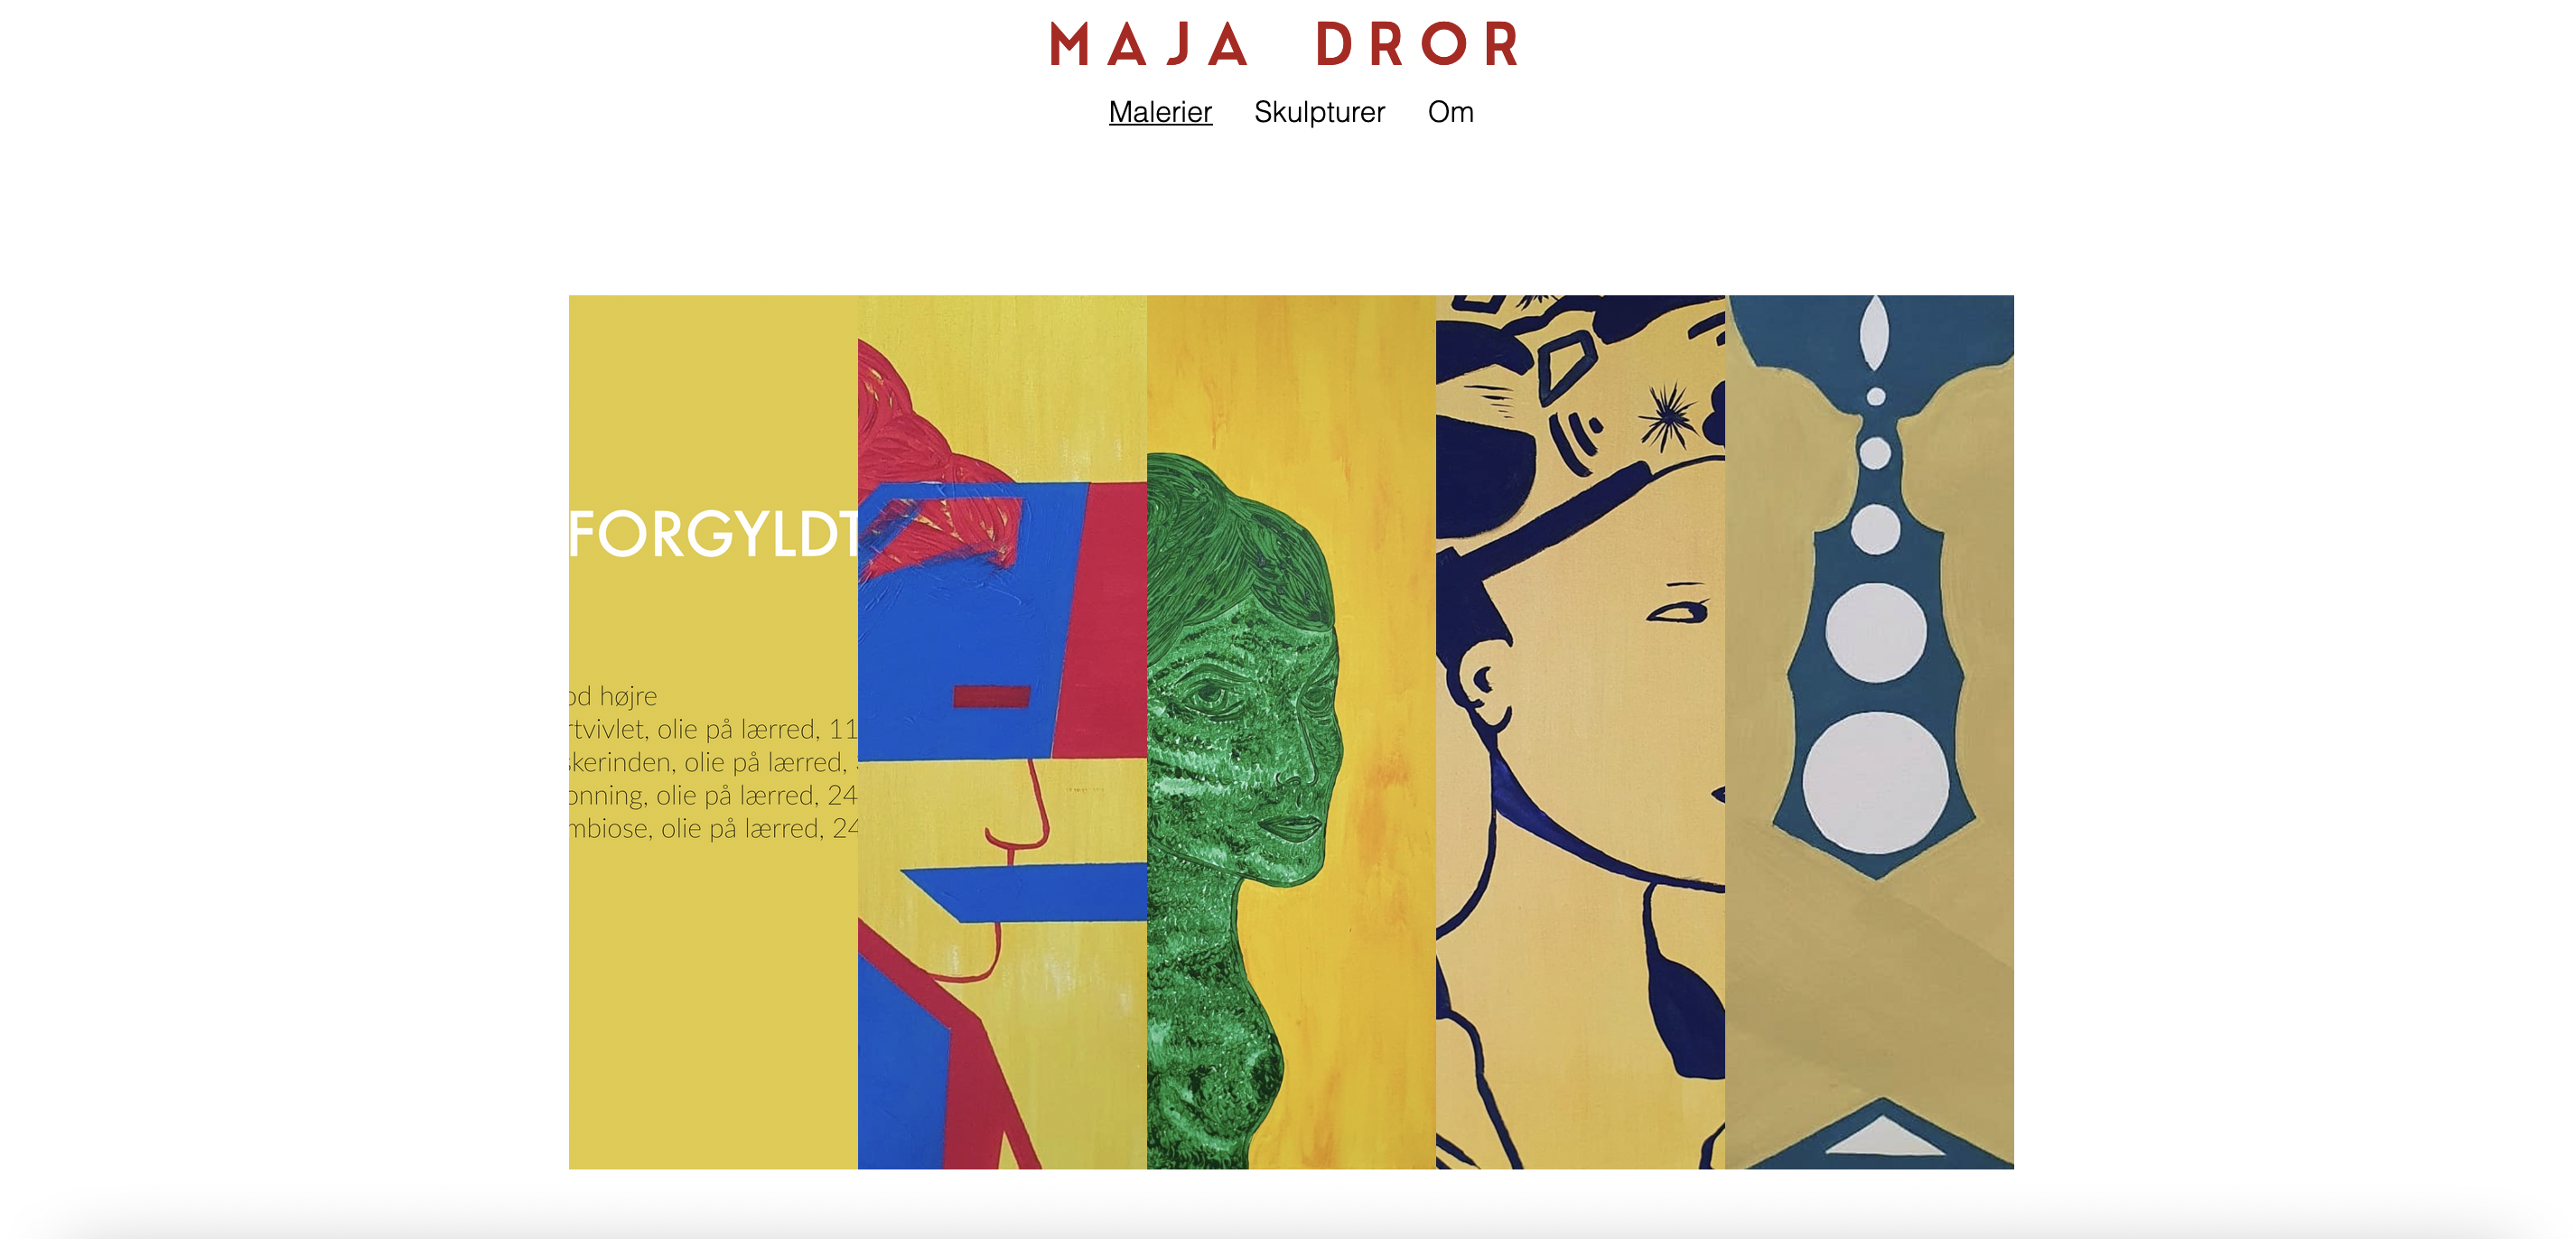 MAJA DROR
Malerier Skulpturer Om
FORGYLDT
od højre
rtvivlet, olie på lærred, 11
skerinden, olie på lærred,
onning, olie på lærred, 24
mbiose, olie på lærred, 24